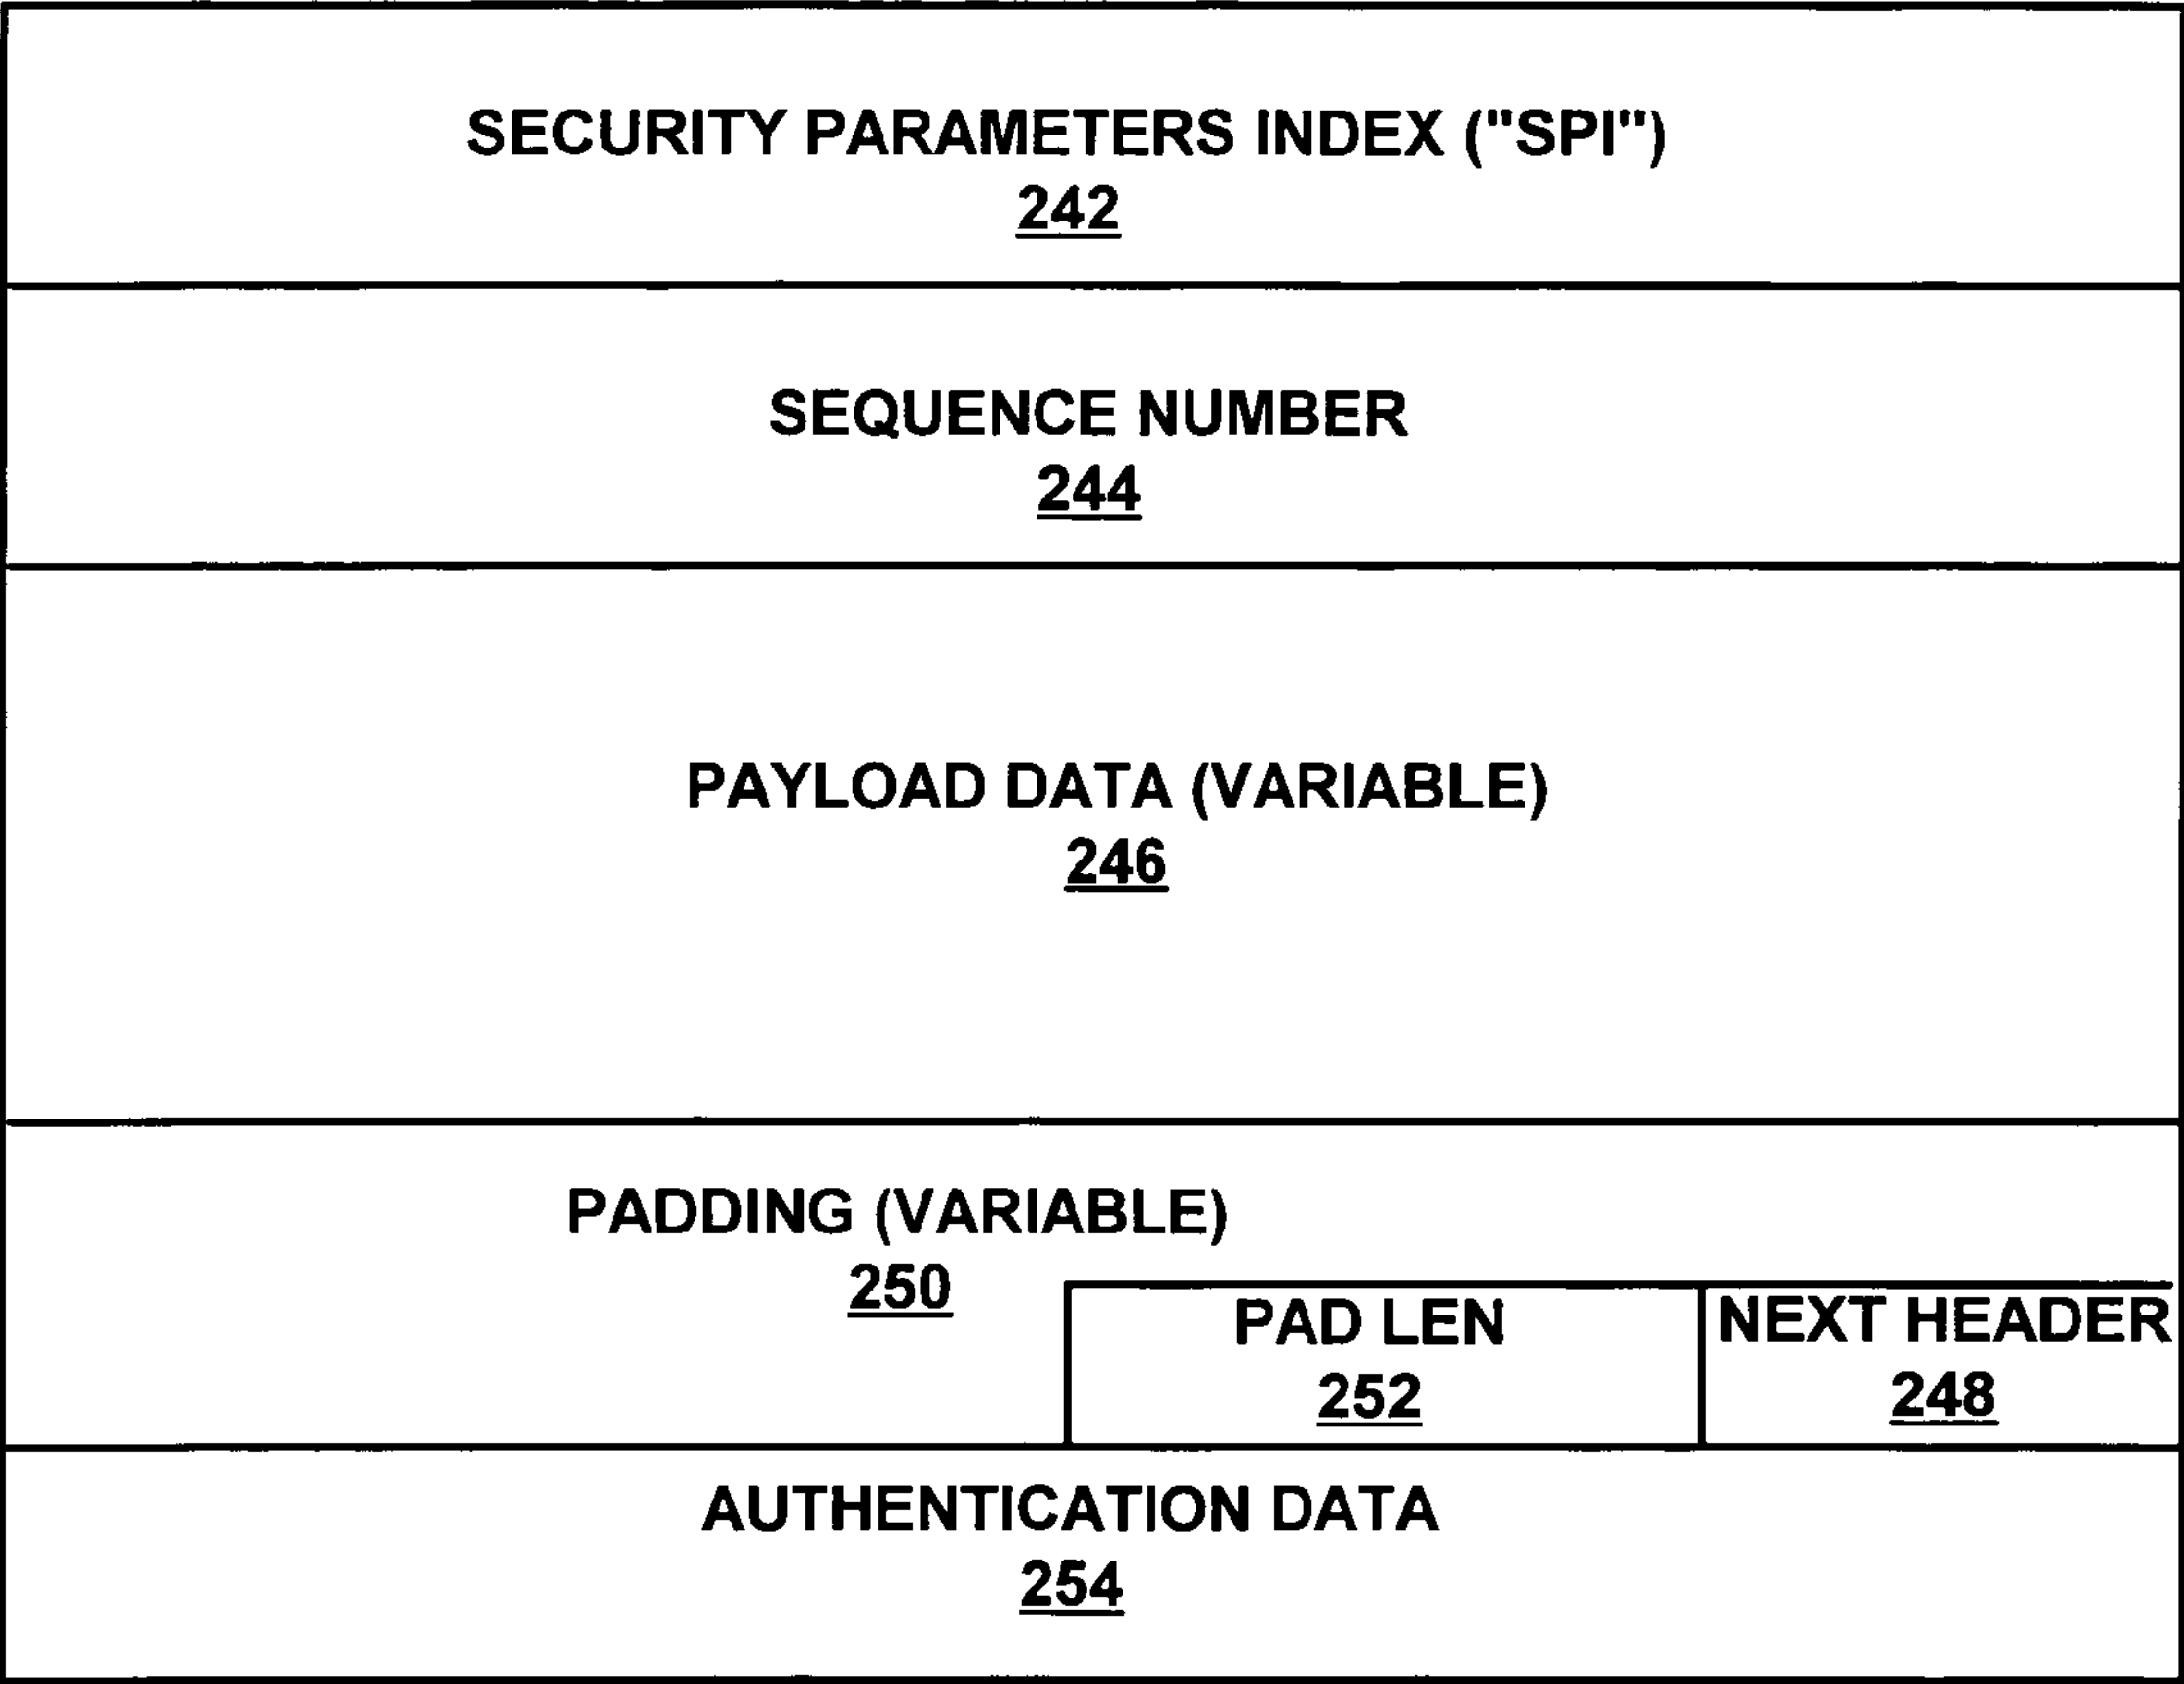 SECURITY PARAMETERS INDEX ("SPI")
242
SEQUENCE NUMBER
244
PAYLOAD DATA (VARIABLE)
246
PADDING (VARIABLE)
250
PAD LEN
252
NEXT HEADER
248
AUTHENTICATION DATA
254